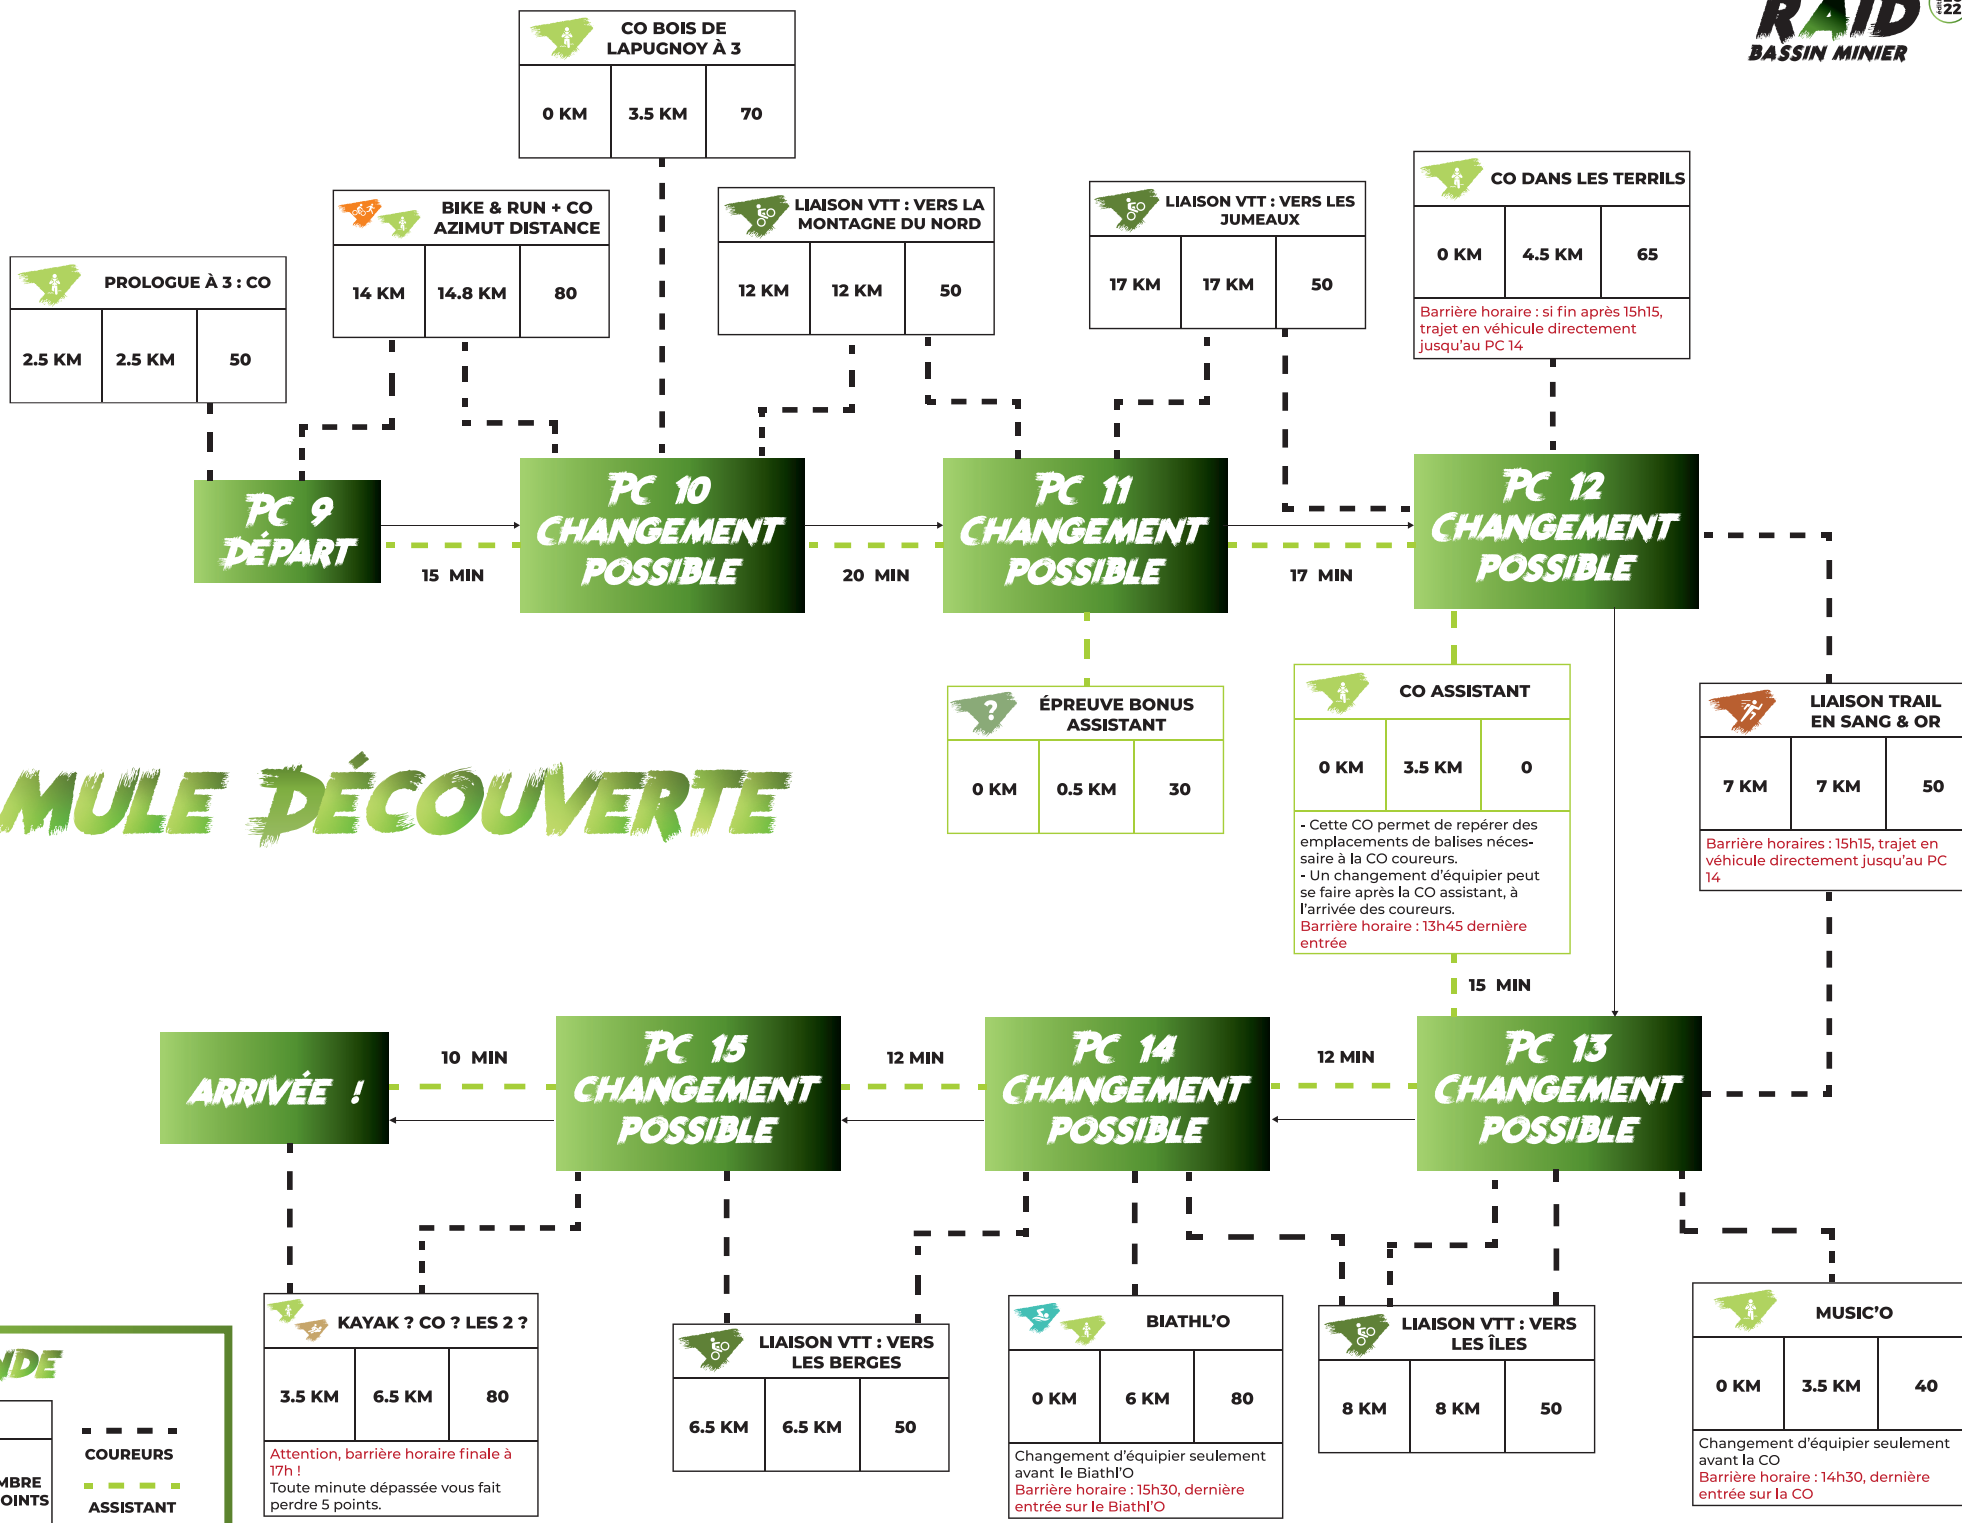 RAID
22
BASSIN MINIER
CO BOIS DE
LAPUGNOY À 3
0 KM 3.5 KM 70
BIKE & RUN + CO
AZIMUT DISTANCE
14 KM 14.8 KM 80
LIAISON VTT : VERS LA
MONTAGNE DU NORD
12 KM 12 KM 50
LIAISON VTT : VERS LES
JUMEAUX
17 KM 17 KM 50
CO DANS LES TERRILS
0 KM 4.5 KM 65
Barrière horaire : si fin après 15h15,
trajet en véhicule directement
jusqu'au PC 14
PROLOGUE À 3 : CO
2.5 KM 2.5 KM 50
PC 9
DÉPART
15 MIN
PC 10
CHANGEMENT
POSSIBLE
20 MIN
PC 11
CHANGEMENT
POSSIBLE
17 MIN
PC 12
CHANGEMENT
POSSIBLE
?
ÉPREUVE BONUS
ASSISTANT
0 KM 0.5 KM 30
CO ASSISTANT
0 KM 3.5 KM 0
- Cette CO permet de repérer des
emplacements de balises néces-
saire à la CO coureurs.
- Un changement d'équipier peut
se faire après la CO assistant, à
l'arrivée des coureurs.
Barrière horaire : 13h45 dernière
entrée
LIAISON TRAIL
EN SANG & OR
7 KM 7 KM 50
Barrière horaires : 15h15, trajet en
véhicule directement jusqu'au PC
14
MULE DÉCOUVERTE
15 MIN
ARRIVÉE !
10 MIN
PC 15
CHANGEMENT
POSSIBLE
12 MIN
PC 14
CHANGEMENT
POSSIBLE
12 MIN
PC 13
CHANGEMENT
POSSIBLE
KAYAK ? CO ? LES 2 ?
3.5 KM 6.5 KM 80
Attention, barrière horaire finale à
17h !
Toute minute dépassée vous fait
perdre 5 points.
LIAISON VTT : VERS
LES BERGES
6.5 KM 6.5 KM 50
BIATHL'O
0 KM 6 KM 80
Changement d'équipier seulement
avant le Biathl'O
Barrière horaire : 15h30, dernière
entrée sur le Biathl'O
LIAISON VTT : VERS
LES ÎLES
8 KM 8 KM 50
MUSIC'O
0 KM 3.5 KM 40
Changement d'équipier seulement
avant la CO
Barrière horaire : 14h30, dernière
entrée sur la CO
NDE
COUREURS
MBRE
OINTS
ASSISTANT